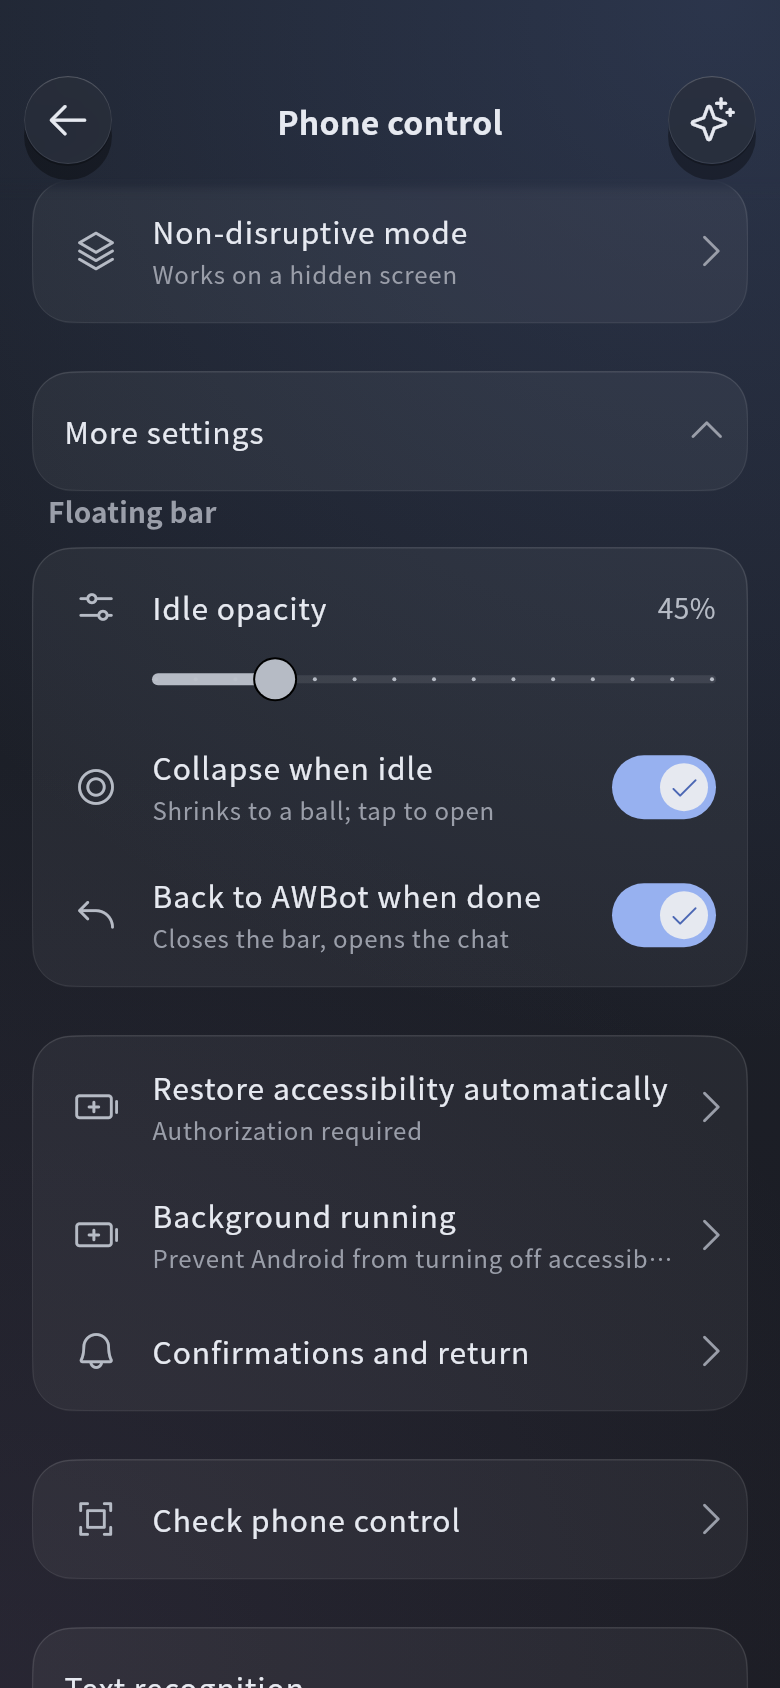 Phone control
Non-disruptive mode
Works on a hidden screen
More settings
Floating bar
Idle opacity
45%
Collapse when idle
Shrinks to a ball; tap to open
Back to AWBot when done
Closes the bar, opens the chat
Restore accessibility automatically
Authorization required
Background running
Prevent Android from turning off accessib…
Confirmations and return
Check phone control
Text recognition